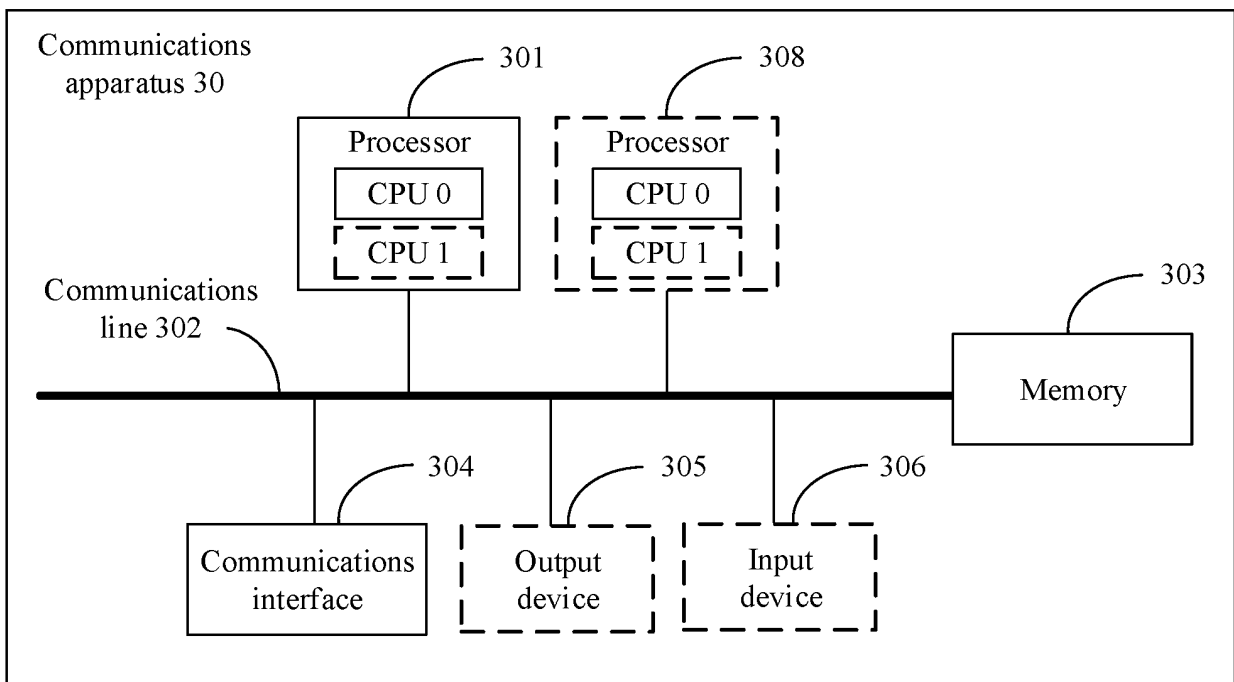 Communications
apparatus 30
301
308
Processor
CPU 0
CPU 1
Processor
CPU 0
CPU 1
Communications
line 302
303
Memory
304
305
306
Communications
interface
Output
device
Input
device